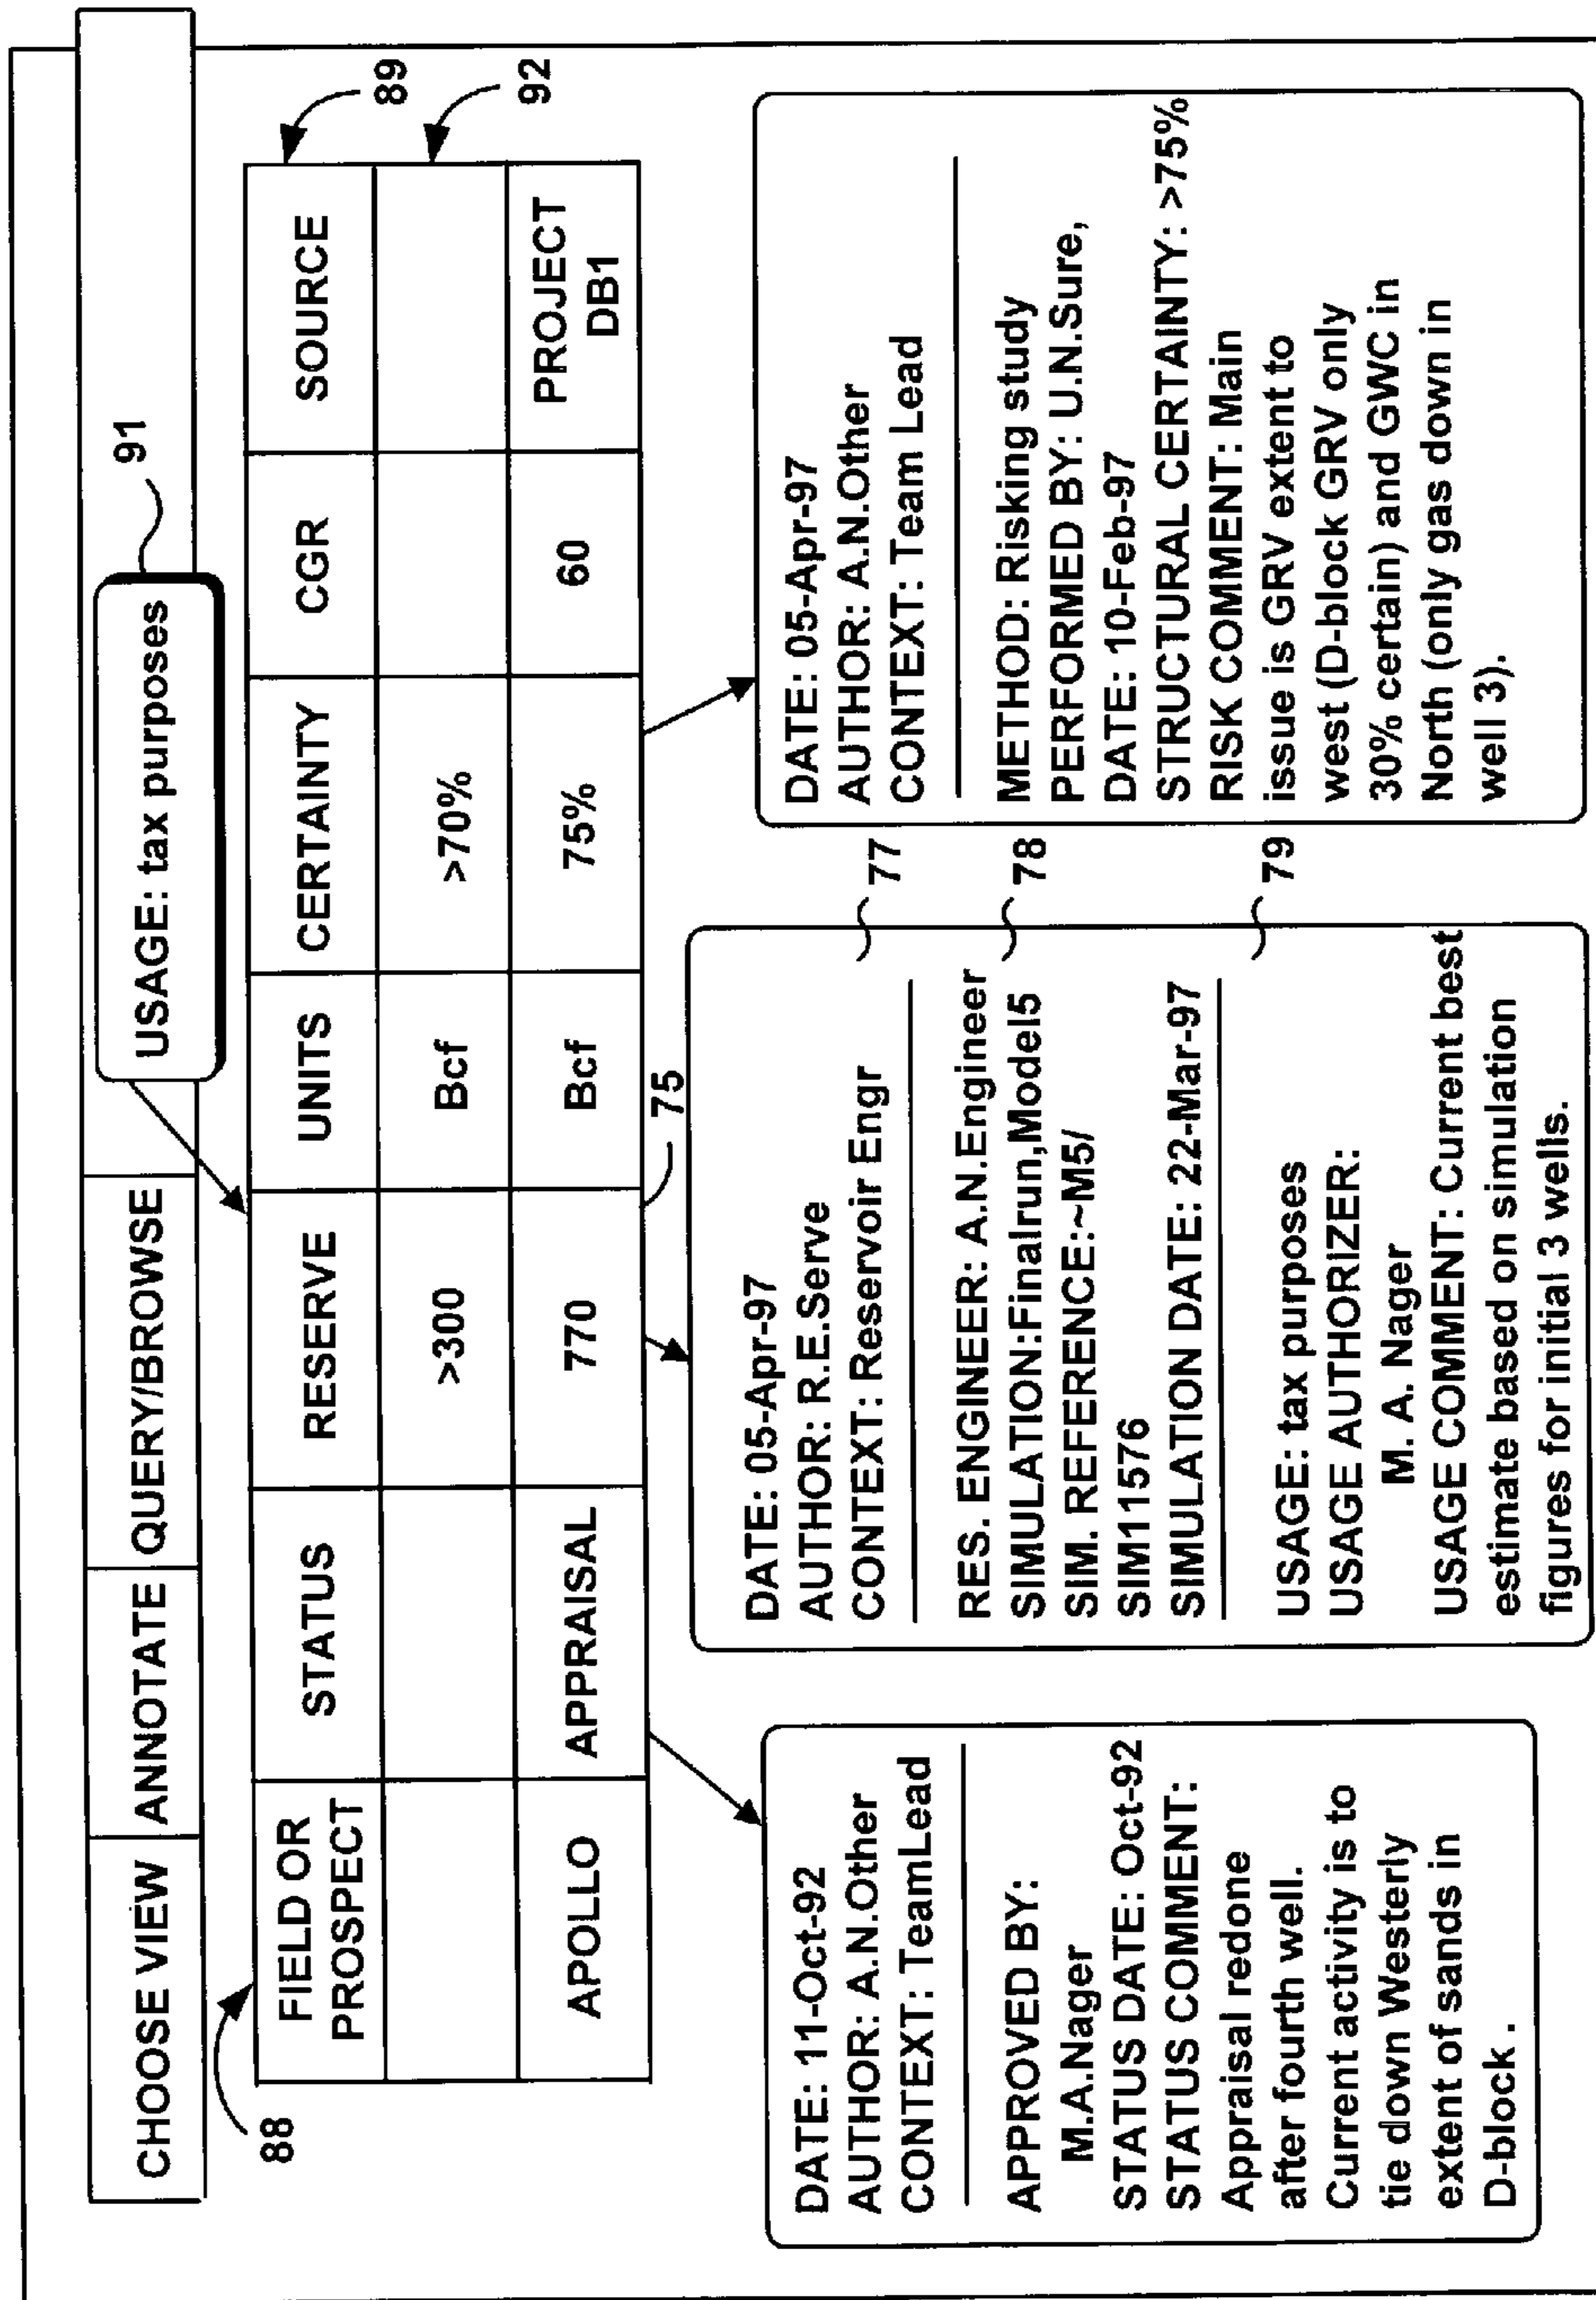 CHOOSE VIEW ANNOTATE QUERY/BROWSE
USAGE: tax purposes
91
88
FIELD OR PROSPECT STATUS RESERVE UNITS CERTAINTY CGR SOURCE
89
>300 Bcf >70%
92
APOLLO APPRAISAL 770 Bcf 75% 60 PROJECT DB1
75
DATE: 11-Oct-92
AUTHOR: A.N.Other
CONTEXT: TeamLead
APPROVED BY:
M.A.Nager
STATUS DATE: Oct-92
STATUS COMMENT:
Appraisal redone
after fourth well.
Current activity is to
tie down Westerly
extent of sands in
D-block .
DATE: 05-Apr-97
AUTHOR: R.E.Serve
CONTEXT: Reservoir Engr
77
RES. ENGINEER: A.N.Engineer
SIMULATION:Finalrun,Model5
SIM. REFERENCE:~M5/
SIM11576
SIMULATION DATE: 22-Mar-97
78
USAGE: tax purposes
USAGE AUTHORIZER:
M. A. Nager
USAGE COMMENT: Current best
estimate based on simulation
figures for initial 3 wells.
79
DATE: 05-Apr-97
AUTHOR: A.N.Other
CONTEXT: Team Lead
METHOD: Risking study
PERFORMED BY: U.N.Sure,
DATE: 10-Feb-97
STRUCTURAL CERTAINTY: >75%
RISK COMMENT: Main
issue is GRV extent to
west (D-block GRV only
30% certain) and GWC in
North (only gas down in
well 3).